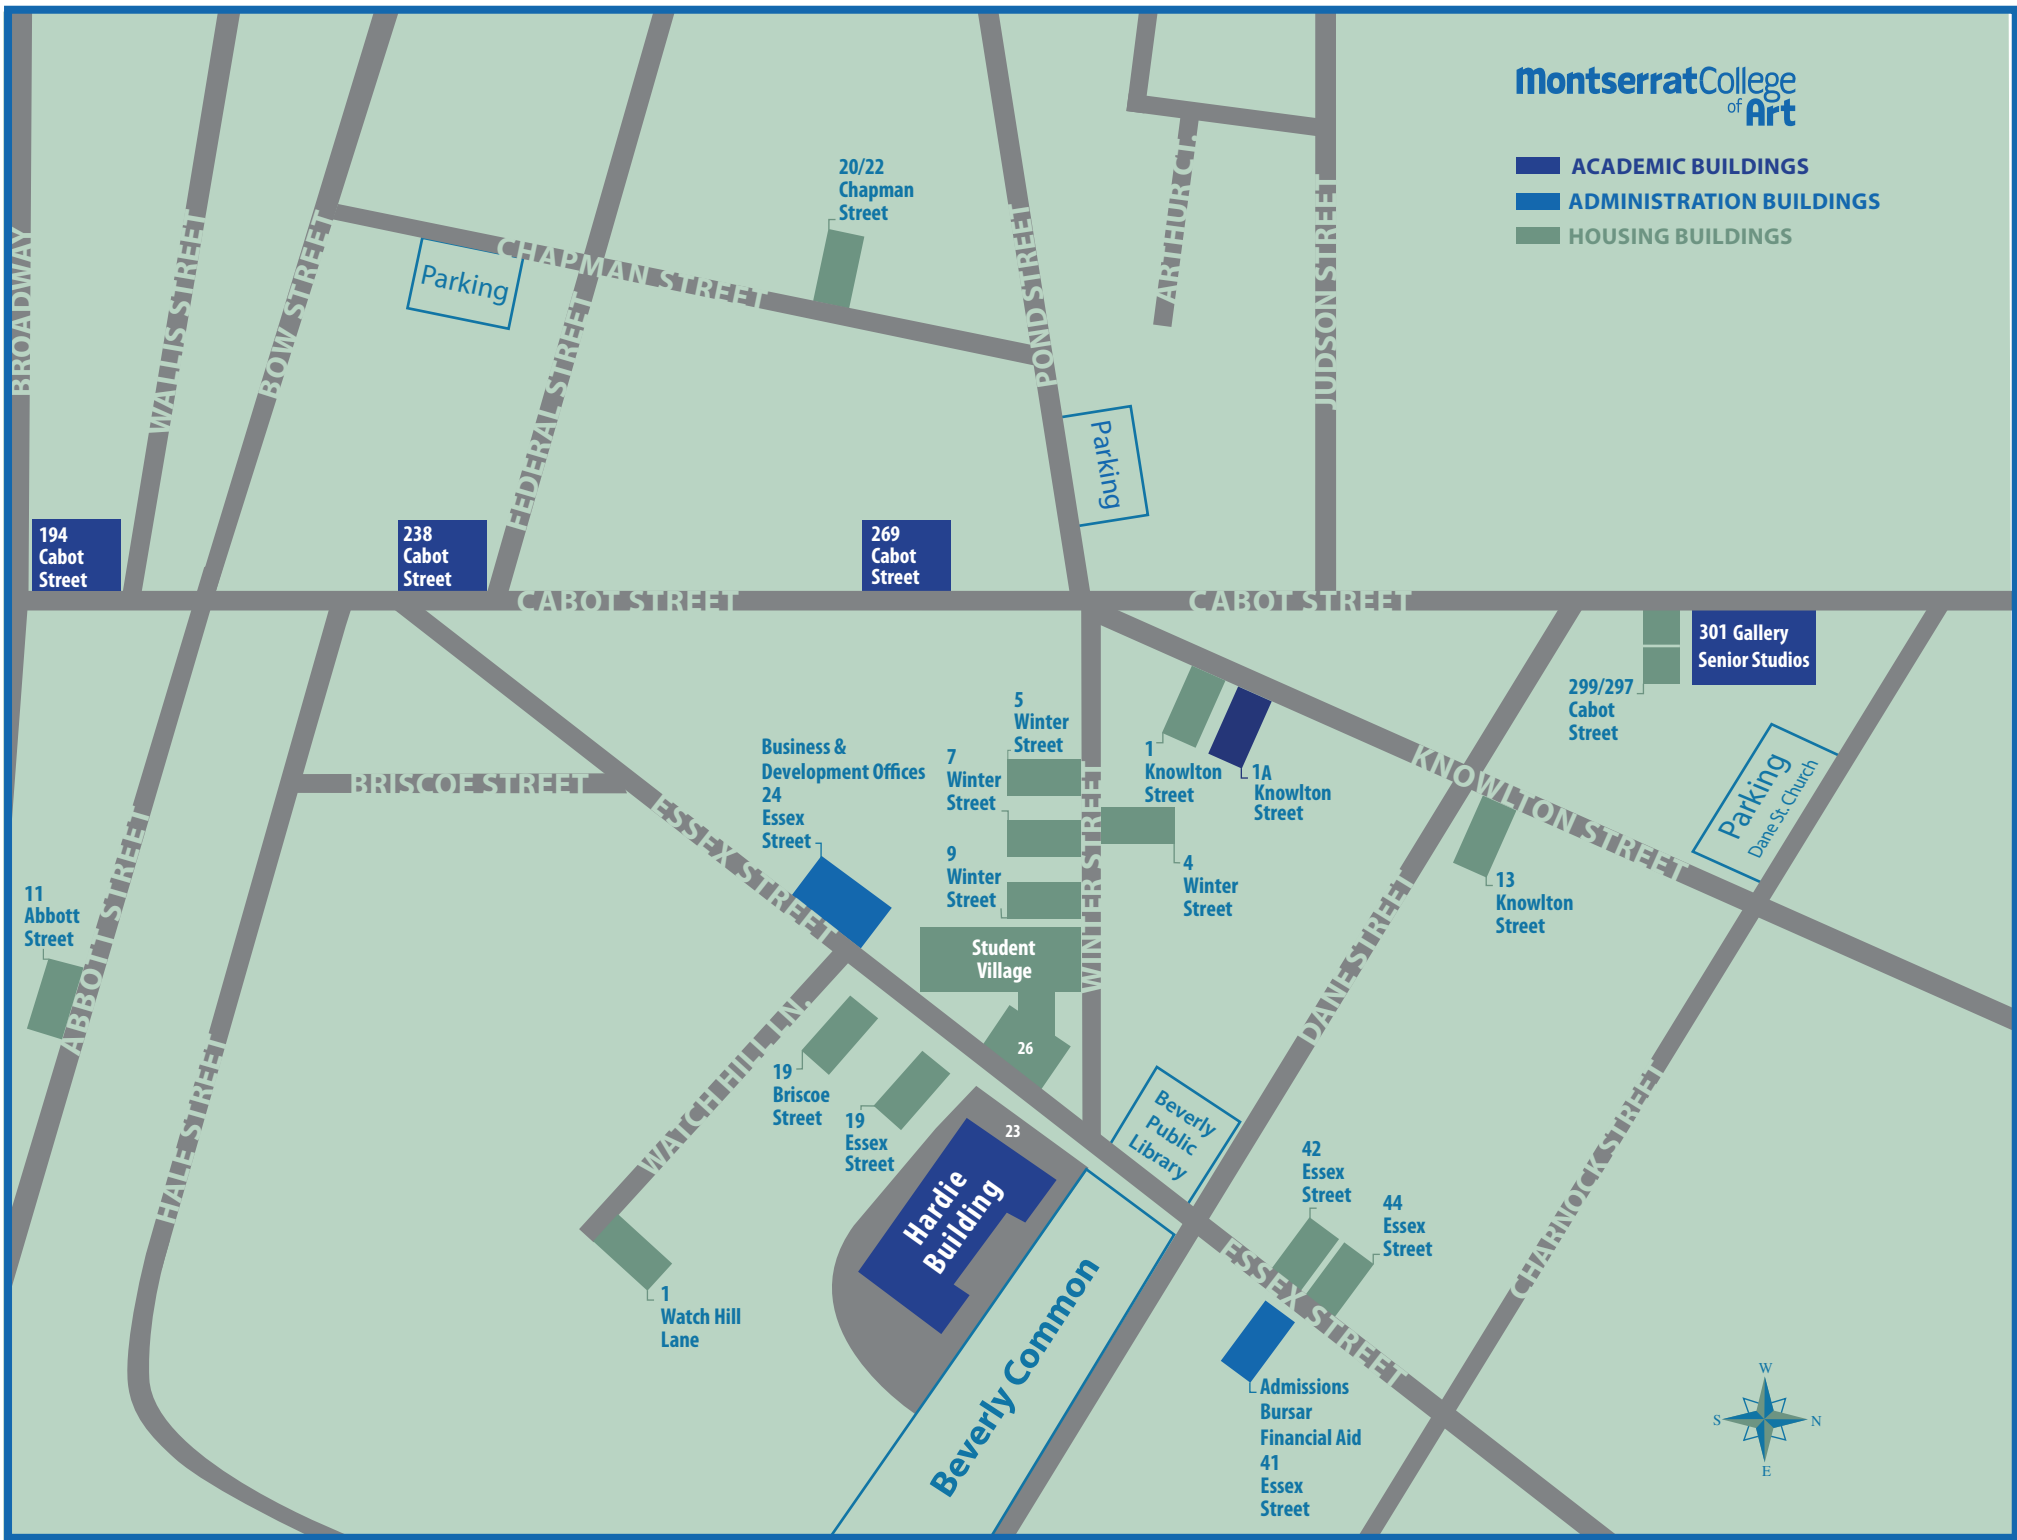 MontserratCollege
of Art
ACADEMIC BUILDINGS
ADMINISTRATION BUILDINGS
HOUSING BUILDINGS
20/22
Chapman
Street
BROADWAY
WALLIS STREET
BOW STREET
Parking
CHAPMAN STREET
FEDERAL STREET
POND STREET
ARTHUR CT.
JUDSON STREET
Parking
194
Cabot
Street
238
Cabot
Street
269
Cabot
Street
CABOT STREET
CABOT STREET
301 Gallery
Senior Studios
299/297
Cabot
Street
5
Winter
Street
7
Winter
Street
9
Winter
Street
Business &
Development Offices
24
Essex
Street
BRISCOE STREET
ESSEX STREET
WINTER STREET
1
Knowlton
Street
1A
Knowlton
Street
4
Winter
Street
KNOWLTON STREET
13
Knowlton
Street
Parking
Dane St. Church
11
Abbott
Street
ABBOTT STREET
HALE STREET
Student
Village
26
DANE STREET
WATCH HILL LN.
19
Briscoe
Street
19
Essex
Street
23
Hardie
Building
Beverly
Public
Library
42
Essex
Street
44
Essex
Street
CHARNOCK STREET
ESSEX STREET
1
Watch Hill
Lane
Beverly Common
Admissions
Bursar
Financial Aid
41
Essex
Street
W
S
N
E